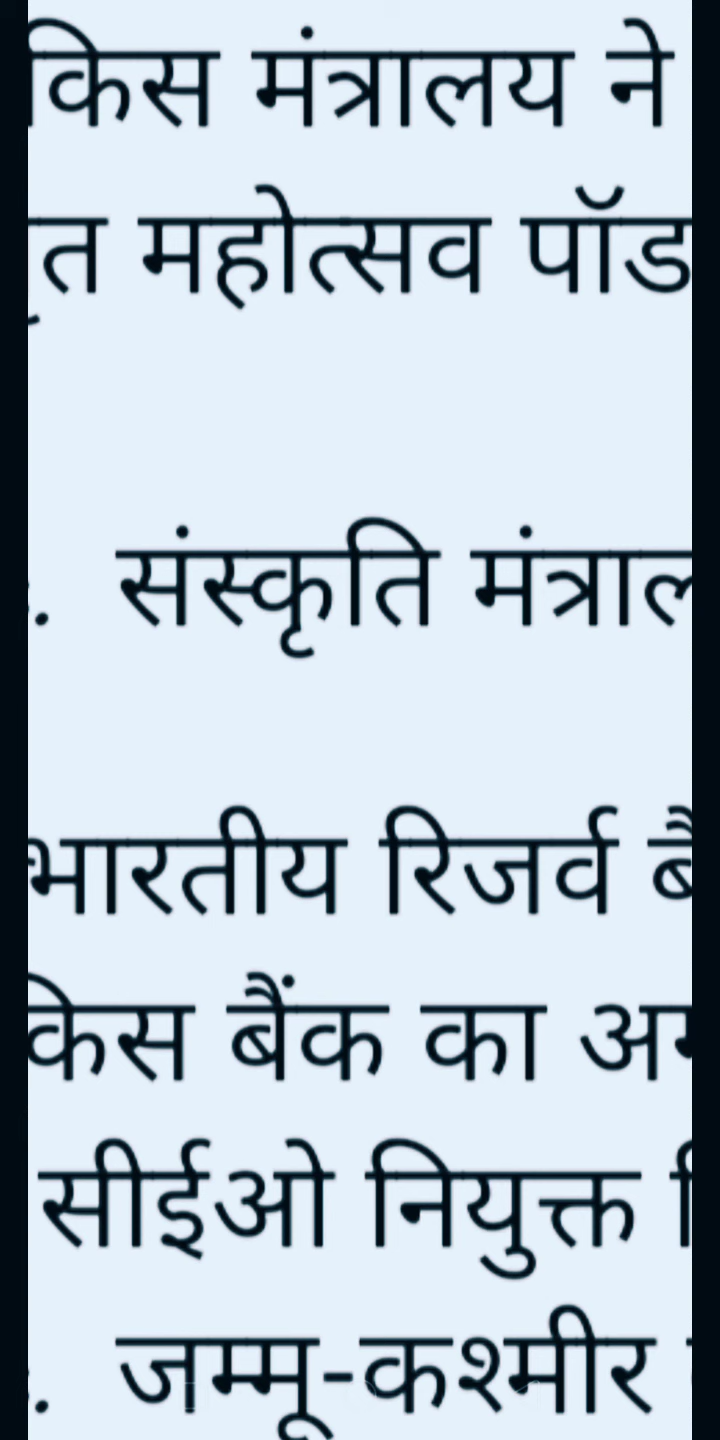 किस मंत्रालय ने
महोत्सव
संस्कृति
भारतीय रिजर्व
किस बैंक का
सीईओ नियुक्त
जम्मू-कश्मीर